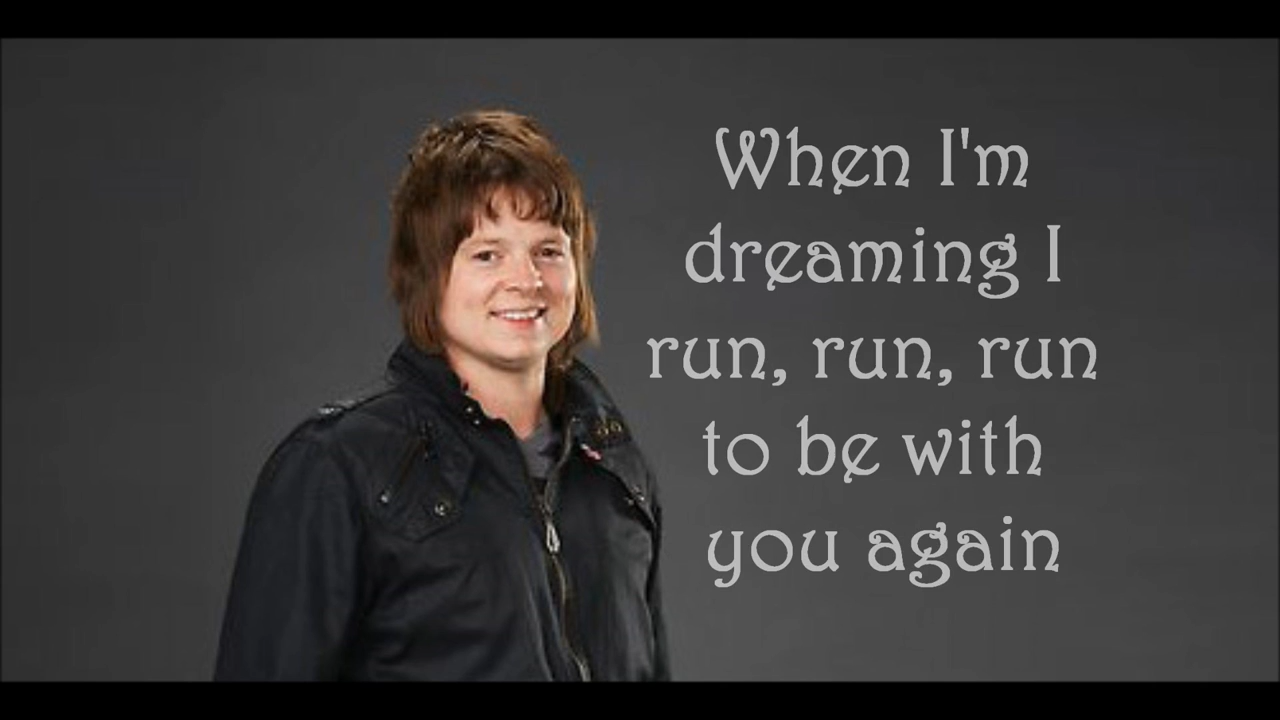 When I'm
dreaming I
run, run, run
to be with
you again